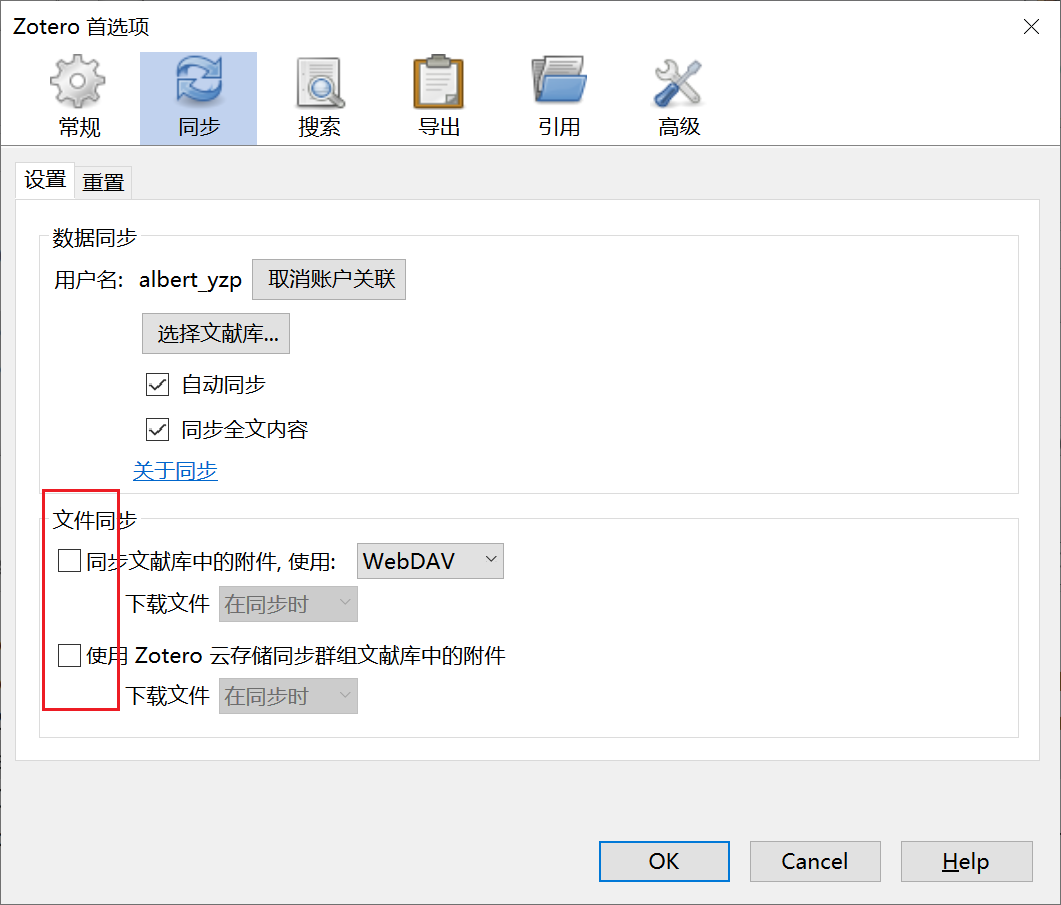 Zotero 首选项
常规 同步 搜索 导出 引用 高级
设置 重置
数据同步
用户名: albert_yzp 取消账户关联
选择文献库...
自动同步
同步全文内容
关于同步
文件同步
同步文献库中的附件, 使用: WebDAV
下载文件 在同步时
使用 Zotero 云存储同步群组文献库中的附件
下载文件 在同步时
OK Cancel Help